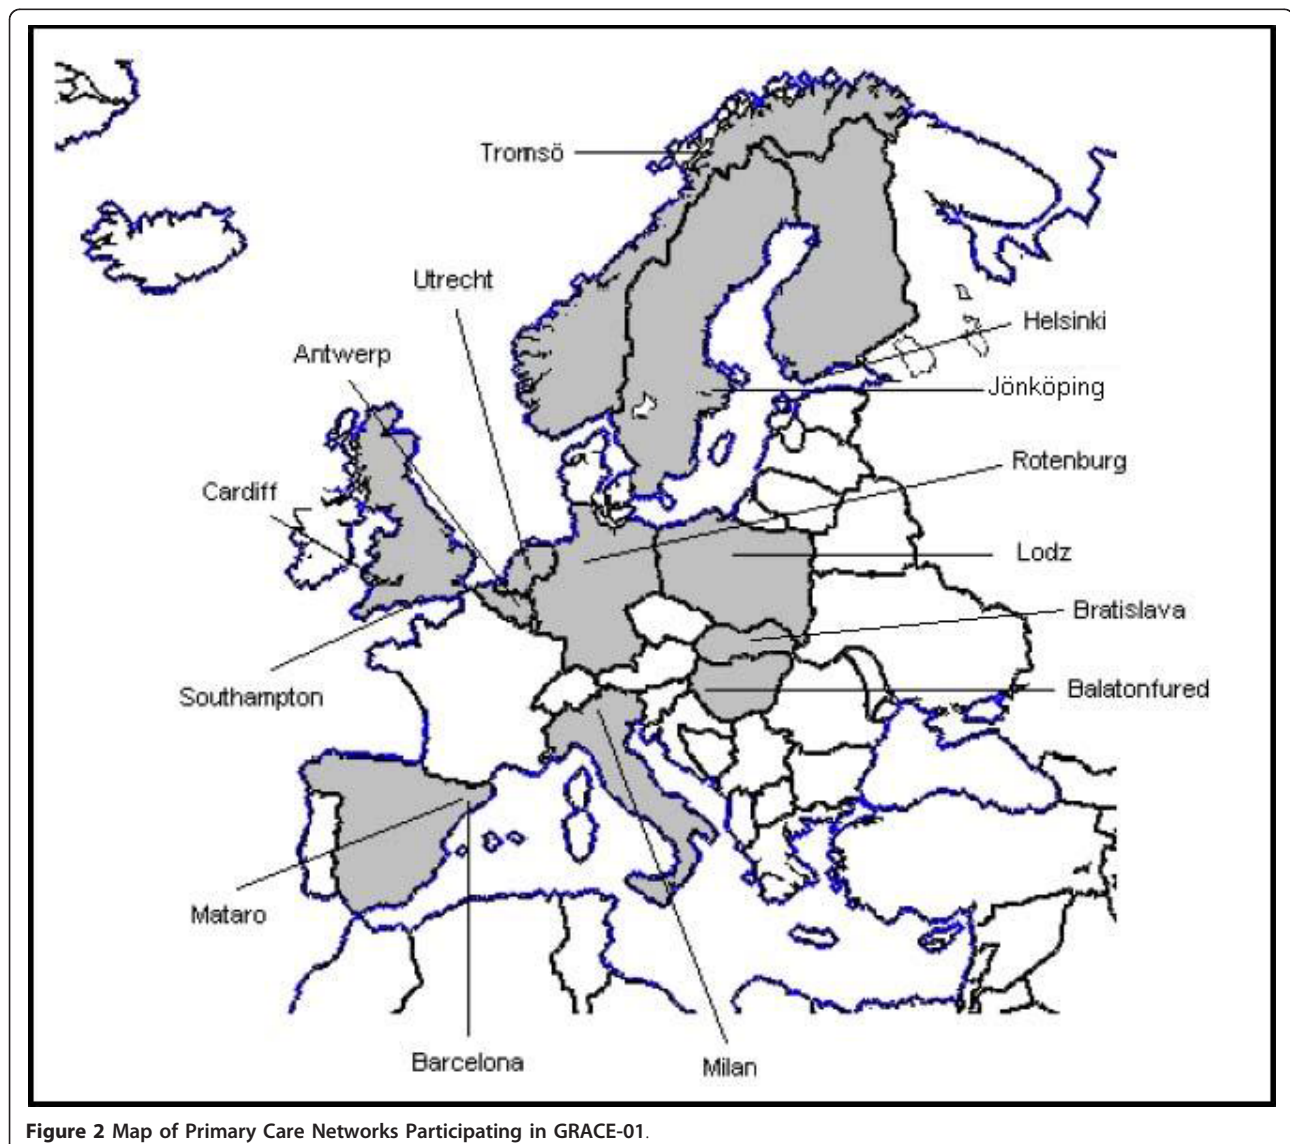 Tromsö
Utrecht
Helsinki
Antwerp
Jönköping
Rotenburg
Cardiff
Lodz
Bratislava
Southampton
Balatonfured
Mataro
Barcelona
Milan
Figure 2 Map of Primary Care Networks Participating in GRACE-01.